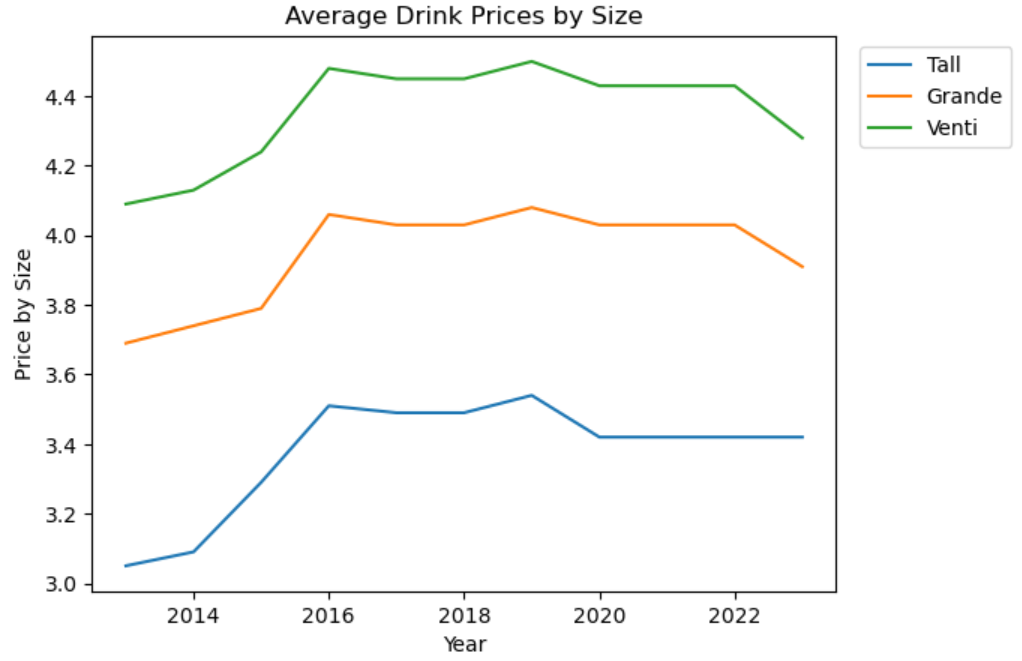 Average Drink Prices by Size
Tall
Grande
Venti
Price by Size
4.4
4.2
4.0
3.8
3.6
3.4
3.2
3.0
2014 2016 2018 2020 2022
Year